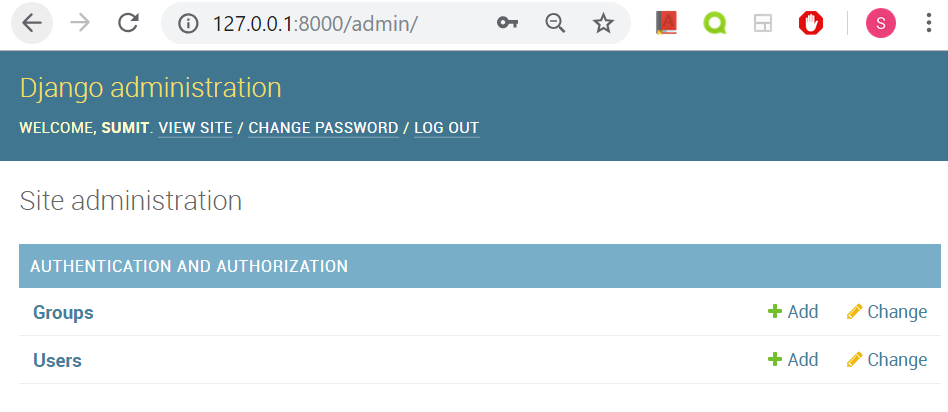 127.0.0.1:8000/admin/
S
Django administration
WELCOME, SUMIT. VIEW SITE / CHANGE PASSWORD / LOG OUT
Site administration
AUTHENTICATION AND AUTHORIZATION
Groups Add Change
Users Add Change